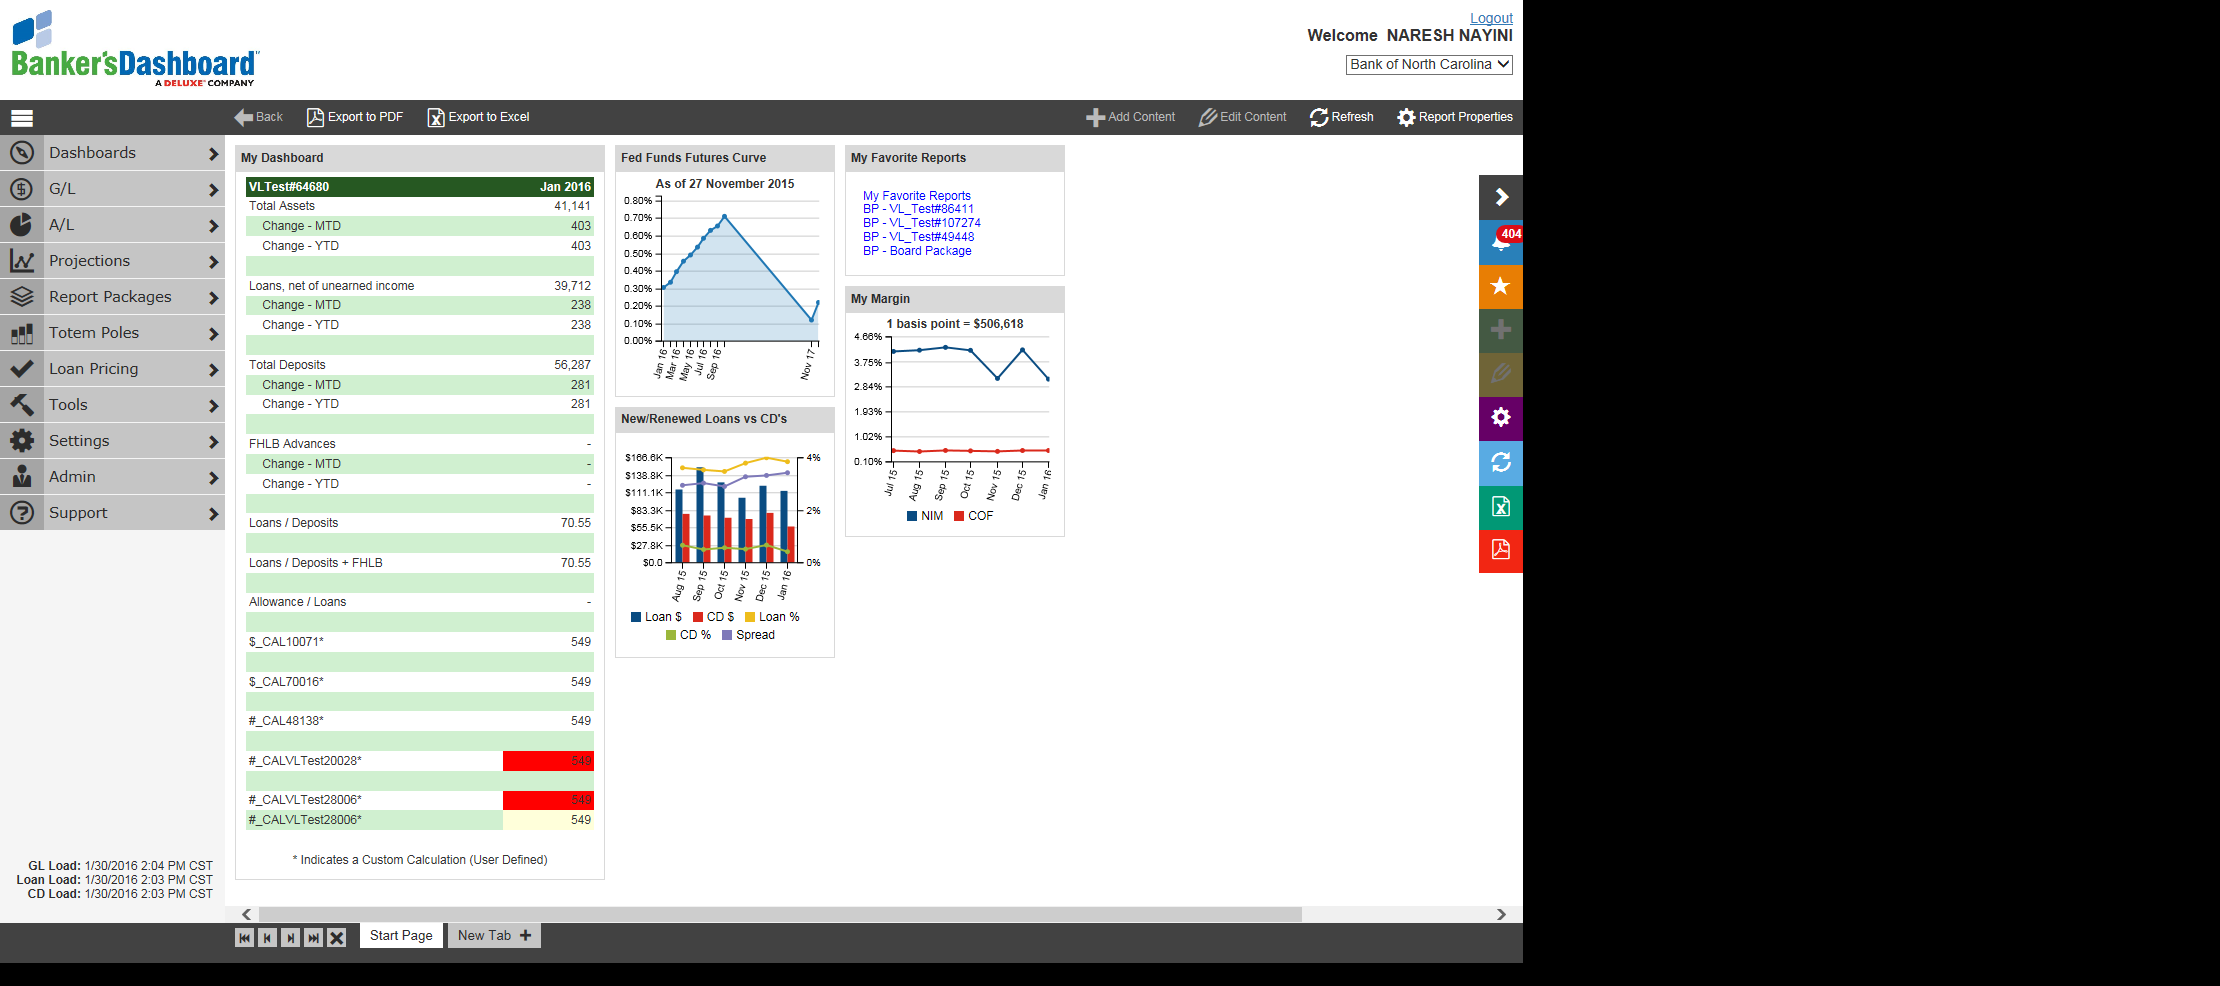 Logout
Banker'sDashboard
A DELUXE COMPANY
Welcome NARESH NAYINI
Bank of North Carolina
Back
Export to PDF
Export to Excel
Add Content
Edit Content
Refresh
Report Properties
Dashboards
G/L
A/L
Projections
Report Packages
Totem Poles
Loan Pricing
Tools
Settings
Admin
Support
GL Load: 1/30/2016 2:04 PM CST
Loan Load: 1/30/2016 2:03 PM CST
CD Load: 1/30/2016 2:03 PM CST
My Dashboard
VLTest#64680 Jan 2016
Total Assets 41,141
Change - MTD 403
Change - YTD 403
Loans, net of unearned income 39,712
Change - MTD 238
Change - YTD 238
Total Deposits 56,287
Change - MTD 281
Change - YTD 281
FHLB Advances -
Change - MTD -
Change - YTD -
Loans / Deposits 70.55
Loans / Deposits + FHLB 70.55
Allowance / Loans -
$_CAL10071* 549
$_CAL70016* 549
#_CAL48138* 549
#_CALVLTest20028* 549
#_CALVLTest28006* 549
#_CALVLTest28006* 549
* Indicates a Custom Calculation (User Defined)
Fed Funds Futures Curve
As of 27 November 2015
0.80%
0.70%
0.60%
0.50%
0.40%
0.30%
0.20%
0.10%
0.00%
Jan 16
Mar 16
May 16
Jul 16
Sep 16
Nov 17
New/Renewed Loans vs CD's
$166.6K
$138.8K
$111.1K
$83.3K
$55.5K
$27.8K
$0.0
4%
2%
0%
Aug 15
Sep 15
Oct 15
Nov 15
Dec 15
Jan 16
Loan $ CD $ Loan %
CD % Spread
My Favorite Reports
My Favorite Reports
BP - VL_Test#86411
BP - VL_Test#107274
BP - VL_Test#49448
BP - Board Package
My Margin
1 basis point = $506,618
4.66%
3.75%
2.84%
1.93%
1.02%
0.10%
Jul 15
Aug 15
Sep 15
Oct 15
Nov 15
Dec 15
Jan 16
NIM COF
404
Start Page
New Tab